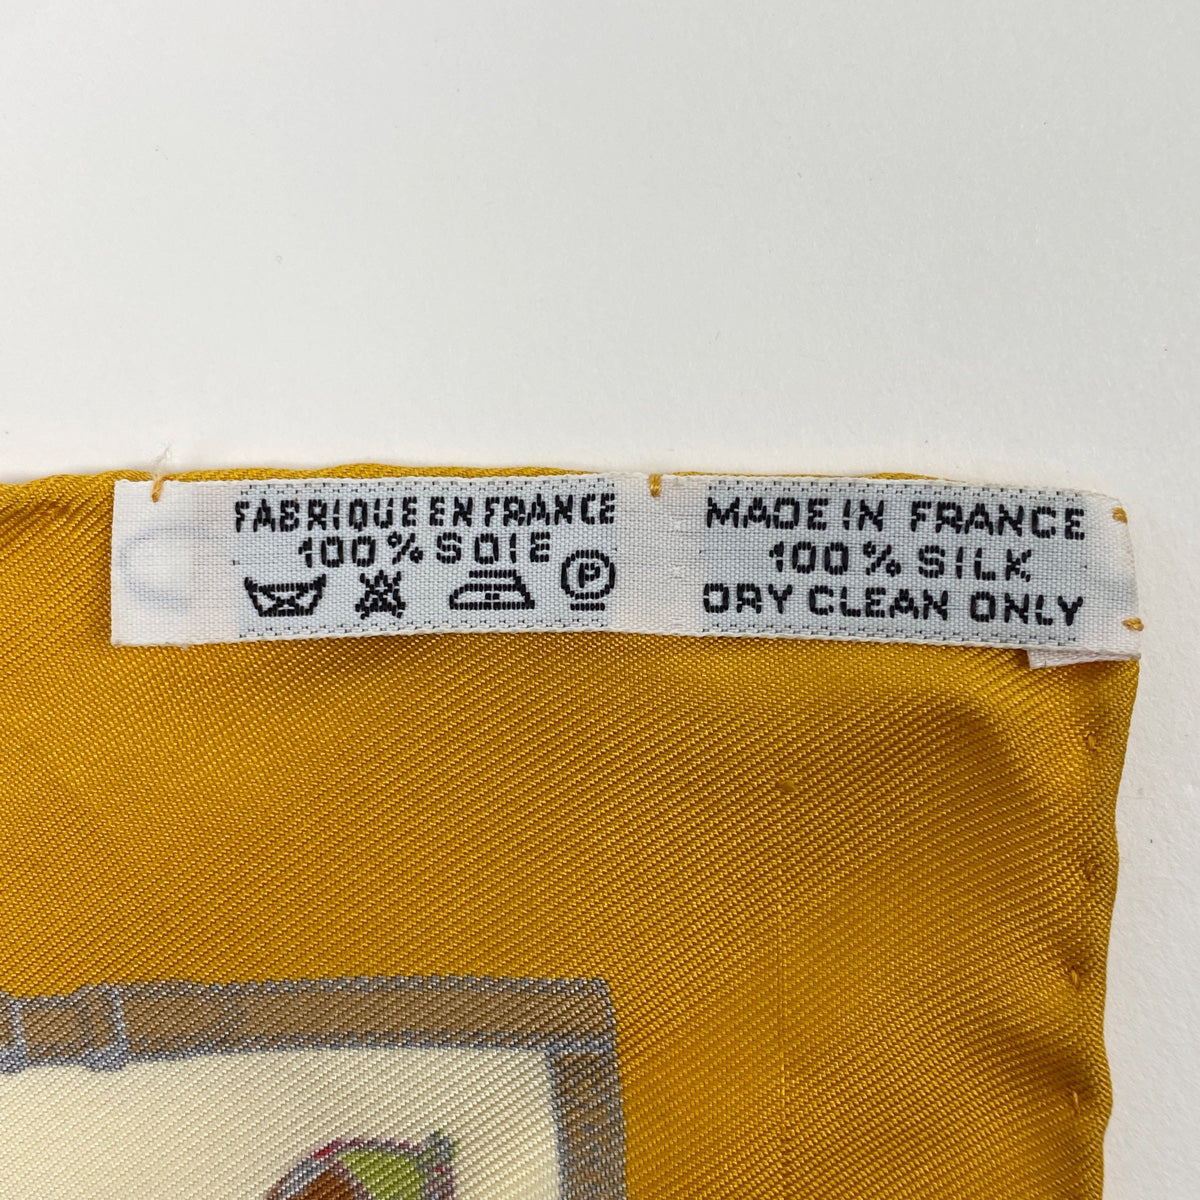 FABRIQUE EN FRANCE
100% SOIE
P
MADE IN FRANCE
100% SILK
DRY CLEAN ONLY